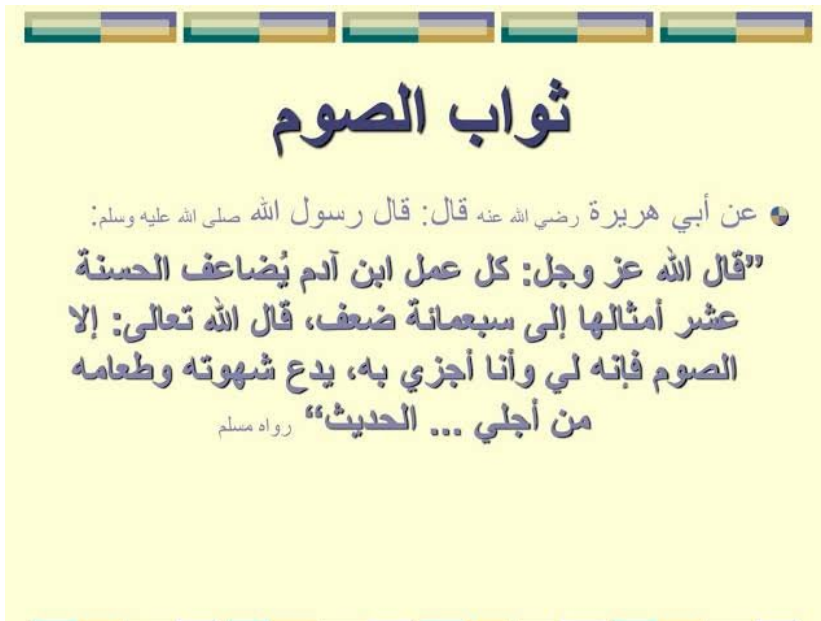 ثواب الصوم
عن أبي هريرة رضي الله عنه قال: قال رسول الله صلى الله عليه وسلم:
”قال الله عز وجل: كل عمل ابن آدم يُضاعف الحسنة
عشر أمثالها إلى سبعمائة ضعف، قال الله تعالى: إلا
الصوم فإنه لي وأنا أجزي به، يدع شهوته وطعامه
من أجلي ... الحديث“ رواه مسلم